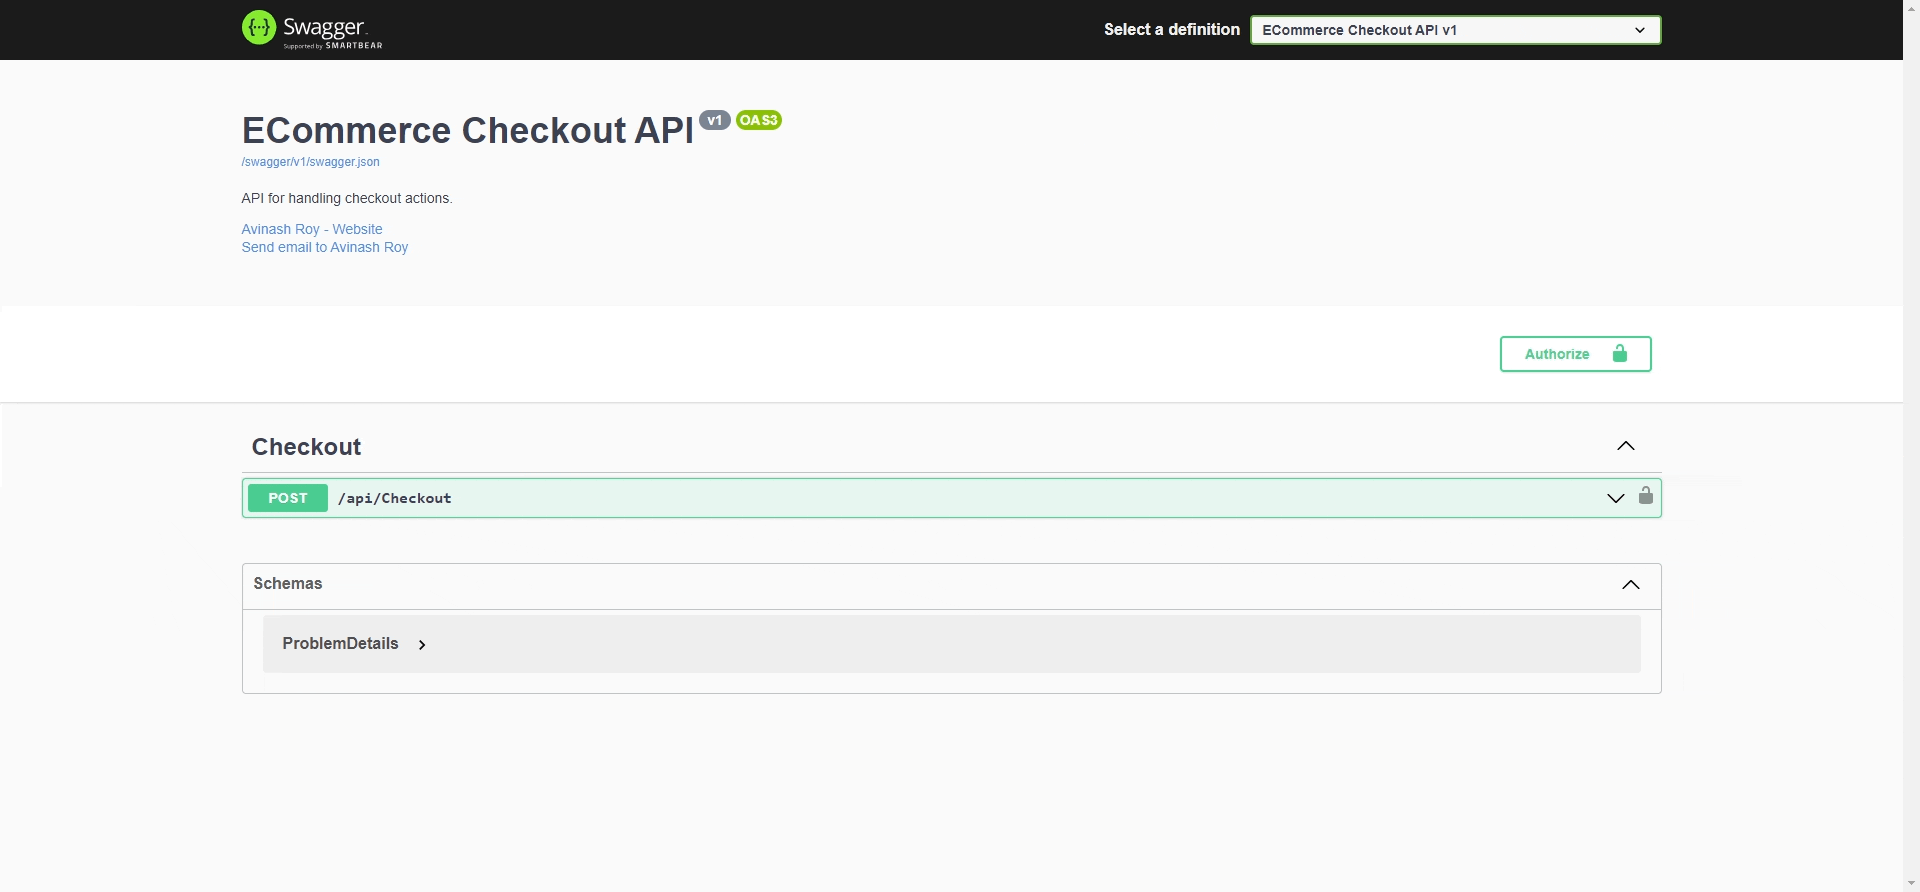 Swagger
Supported by SMARTBEAR
Select a definition
ECommerce Checkout API v1
ECommerce Checkout API v1 OAS3
/swagger/v1/swagger.json
API for handling checkout actions.
Avinash Roy - Website
Send email to Avinash Roy
Authorize
Checkout
POST /api/Checkout
Schemas
ProblemDetails